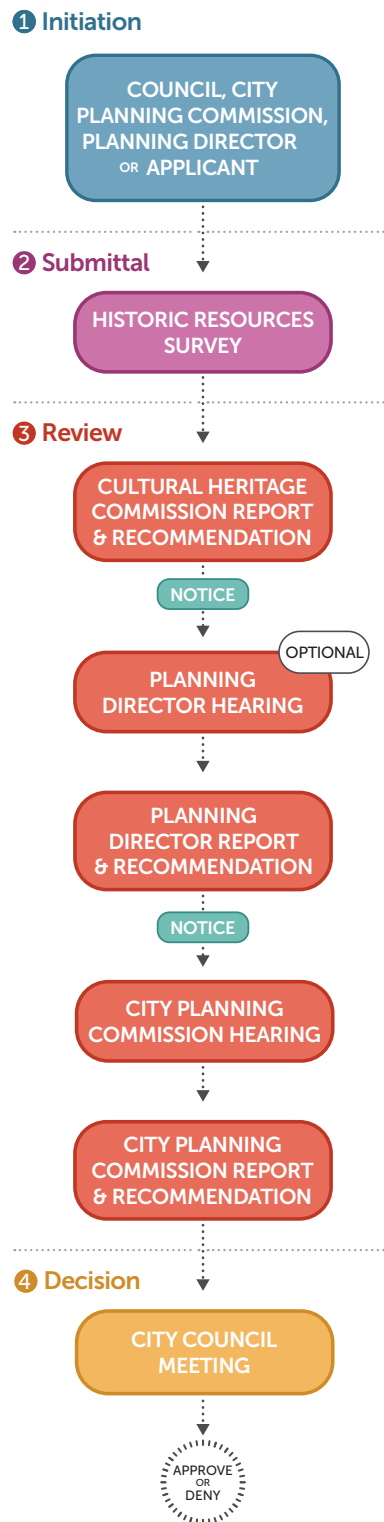 1 Initiation
COUNCIL, CITY
PLANNING COMMISSION,
PLANNING DIRECTOR
OR APPLICANT
2 Submittal
HISTORIC RESOURCES
SURVEY
3 Review
CULTURAL HERITAGE
COMMISSION REPORT
& RECOMMENDATION
NOTICE
OPTIONAL
PLANNING
DIRECTOR HEARING
PLANNING
DIRECTOR REPORT
& RECOMMENDATION
NOTICE
CITY PLANNING
COMMISSION HEARING
CITY PLANNING
COMMISSION REPORT
& RECOMMENDATION
4 Decision
CITY COUNCIL
MEETING
APPROVE
OR
DENY